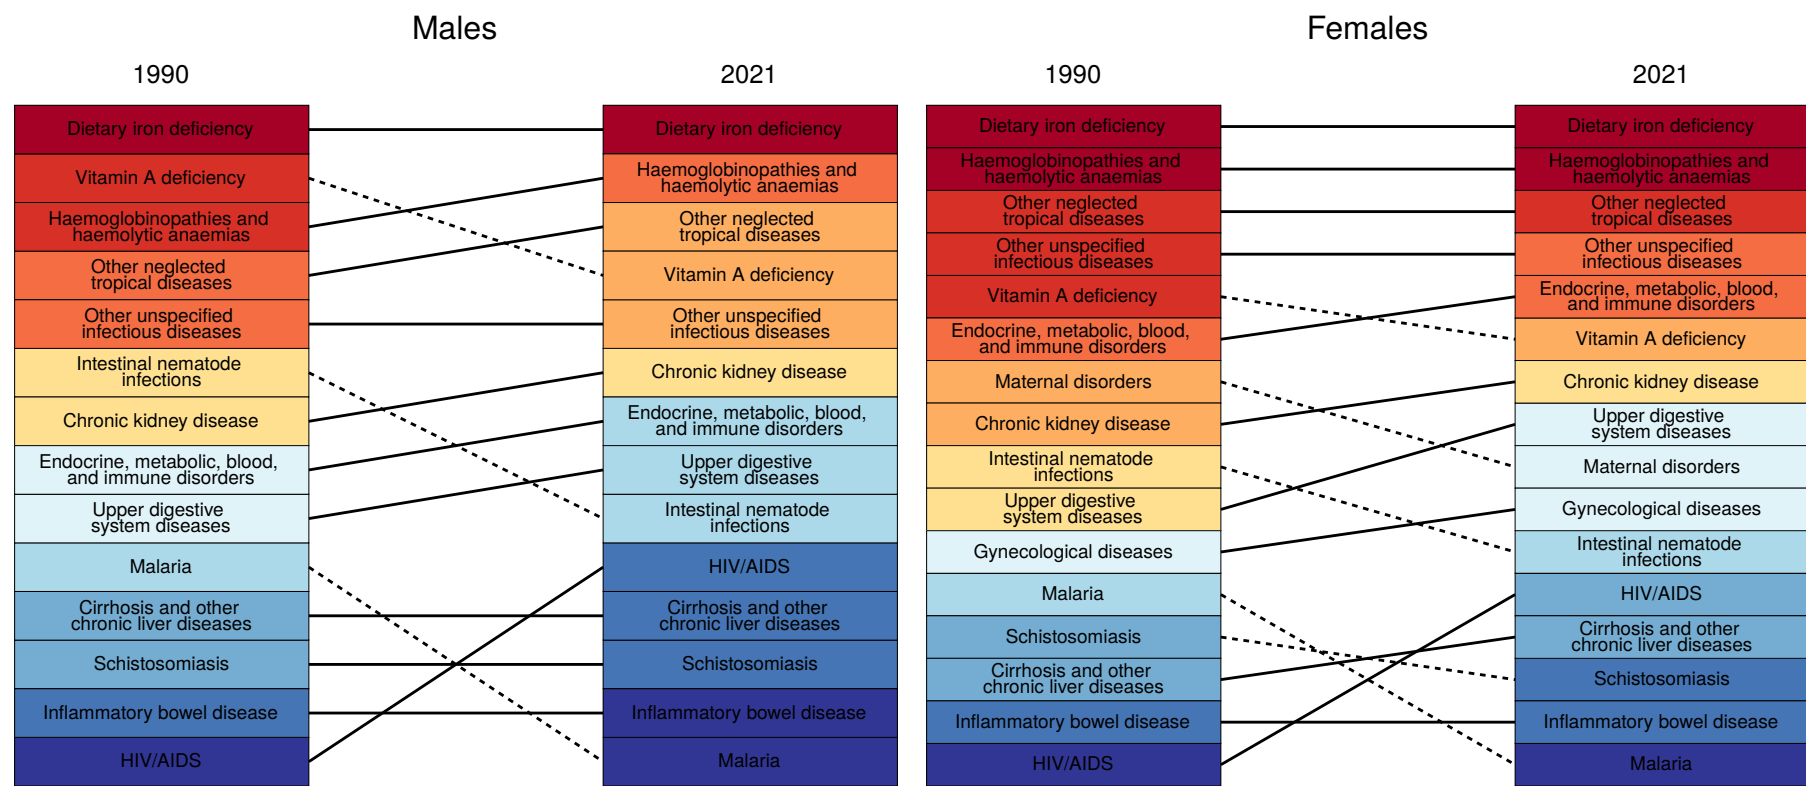 Males
1990
2021
Dietary iron deficiency
Vitamin A deficiency
Haemoglobinopathies and
haemolytic anaemias
Other neglected
tropical diseases
Other unspecified
infectious diseases
Intestinal nematode
infections
Chronic kidney disease
Endocrine, metabolic, blood,
and immune disorders
Upper digestive
system diseases
Malaria
Cirrhosis and other
chronic liver diseases
Schistosomiasis
Inflammatory bowel disease
HIV/AIDS
Dietary iron deficiency
Haemoglobinopathies and
haemolytic anaemias
Other neglected
tropical diseases
Vitamin A deficiency
Other unspecified
infectious diseases
Chronic kidney disease
Endocrine, metabolic, blood,
and immune disorders
Upper digestive
system diseases
Intestinal nematode
infections
HIV/AIDS
Cirrhosis and other
chronic liver diseases
Schistosomiasis
Inflammatory bowel disease
Malaria
Females
1990
2021
Dietary iron deficiency
Haemoglobinopathies and
haemolytic anaemias
Other neglected
tropical diseases
Other unspecified
infectious diseases
Vitamin A deficiency
Endocrine, metabolic, blood,
and immune disorders
Maternal disorders
Chronic kidney disease
Intestinal nematode
infections
Upper digestive
system diseases
Gynecological diseases
Malaria
Schistosomiasis
Cirrhosis and other
chronic liver diseases
Inflammatory bowel disease
HIV/AIDS
Dietary iron deficiency
Haemoglobinopathies and
haemolytic anaemias
Other neglected
tropical diseases
Other unspecified
infectious diseases
Endocrine, metabolic, blood,
and immune disorders
Vitamin A deficiency
Chronic kidney disease
Upper digestive
system diseases
Maternal disorders
Gynecological diseases
Intestinal nematode
infections
HIV/AIDS
Cirrhosis and other
chronic liver diseases
Schistosomiasis
Inflammatory bowel disease
Malaria